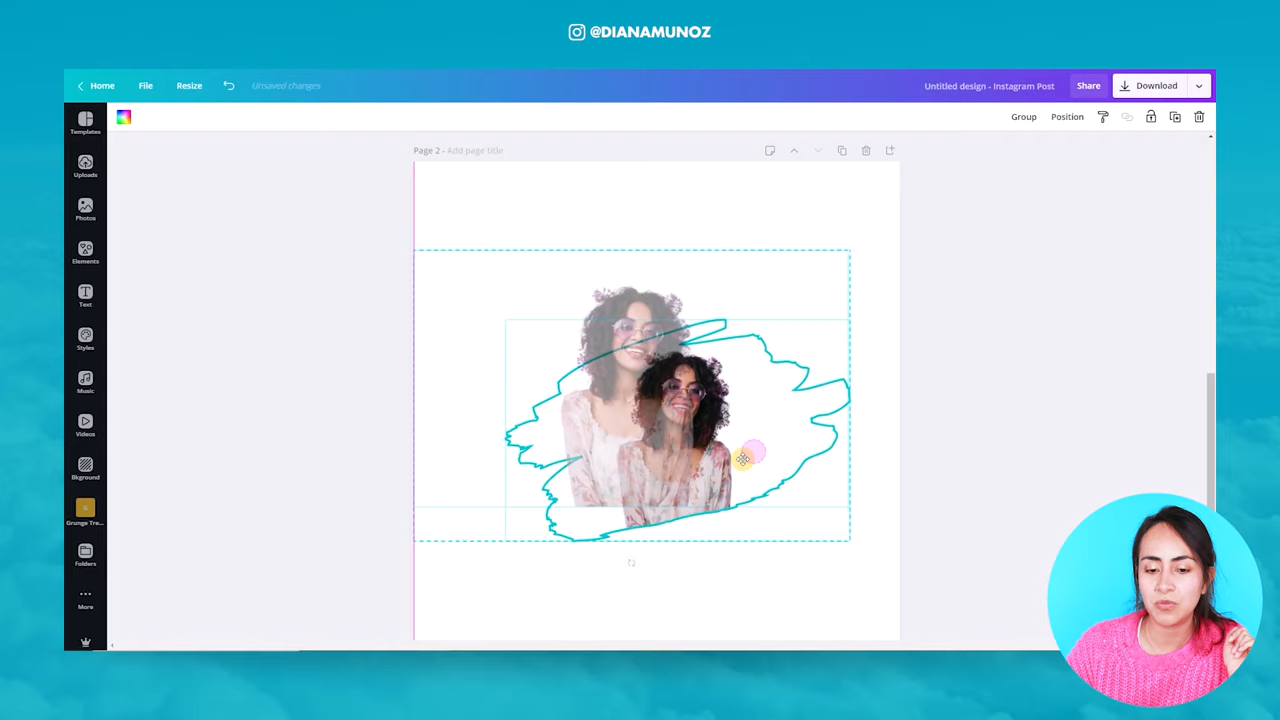 @DIANAMUNOZ
Home File Resize Unsaved changes Untitled design - Instagram Post Share Download
Group Position
Templates
Uploads
Photos
Elements
Text
Styles
Music
Videos
Bkground
Grunge Tre...
Folders
More
Page 2 - Add page title